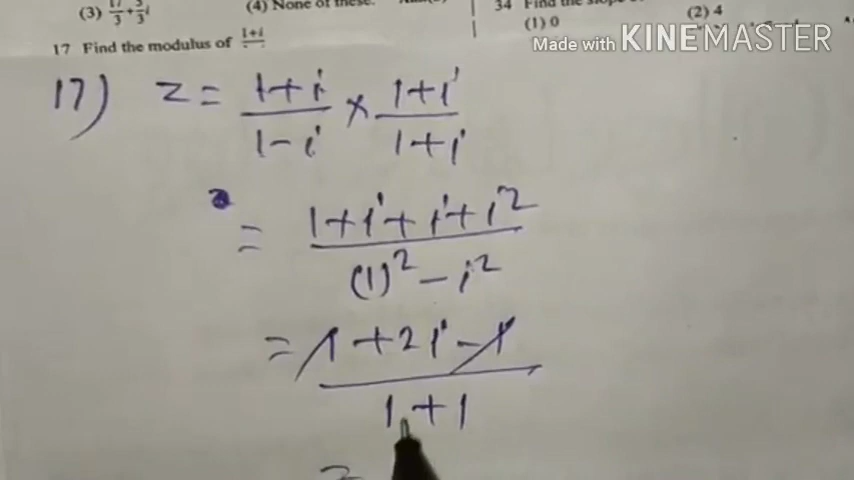 (3) 17/3 + 5/3 i (4) None of these.
34 Find the slope
(1) 0 (2) 4
17 Find the modulus of 1+i
Made with KINEMASTER
17) z = (1+i)/(1-i) × (1+i)/(1+i)
= (1+i+i+i²)/((1)²-i²)
= (1+2i-1)/(1+1)